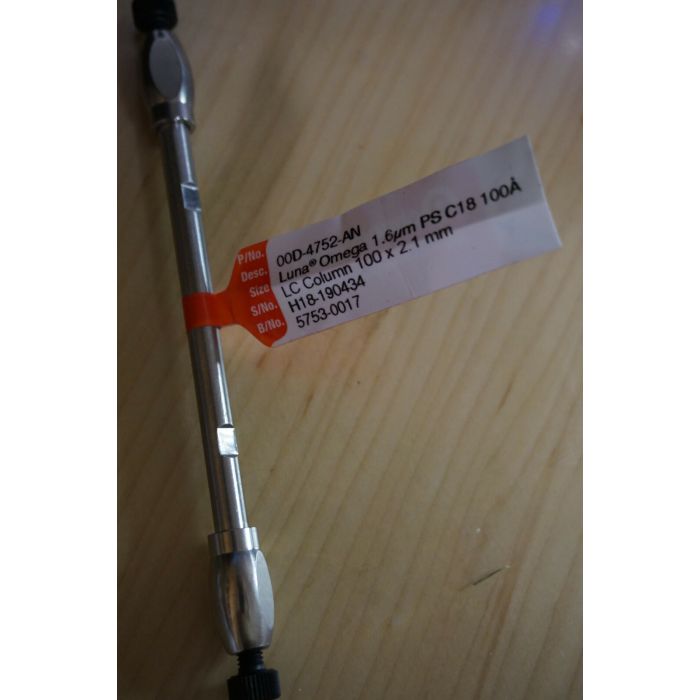 P/No. 00D-4752-AN
Desc. Luna® Omega 1.6µm PS C18 100Å
Size LC Column 100 x 2.1 mm
S/No. H18-190434
B/No. 5753-0017